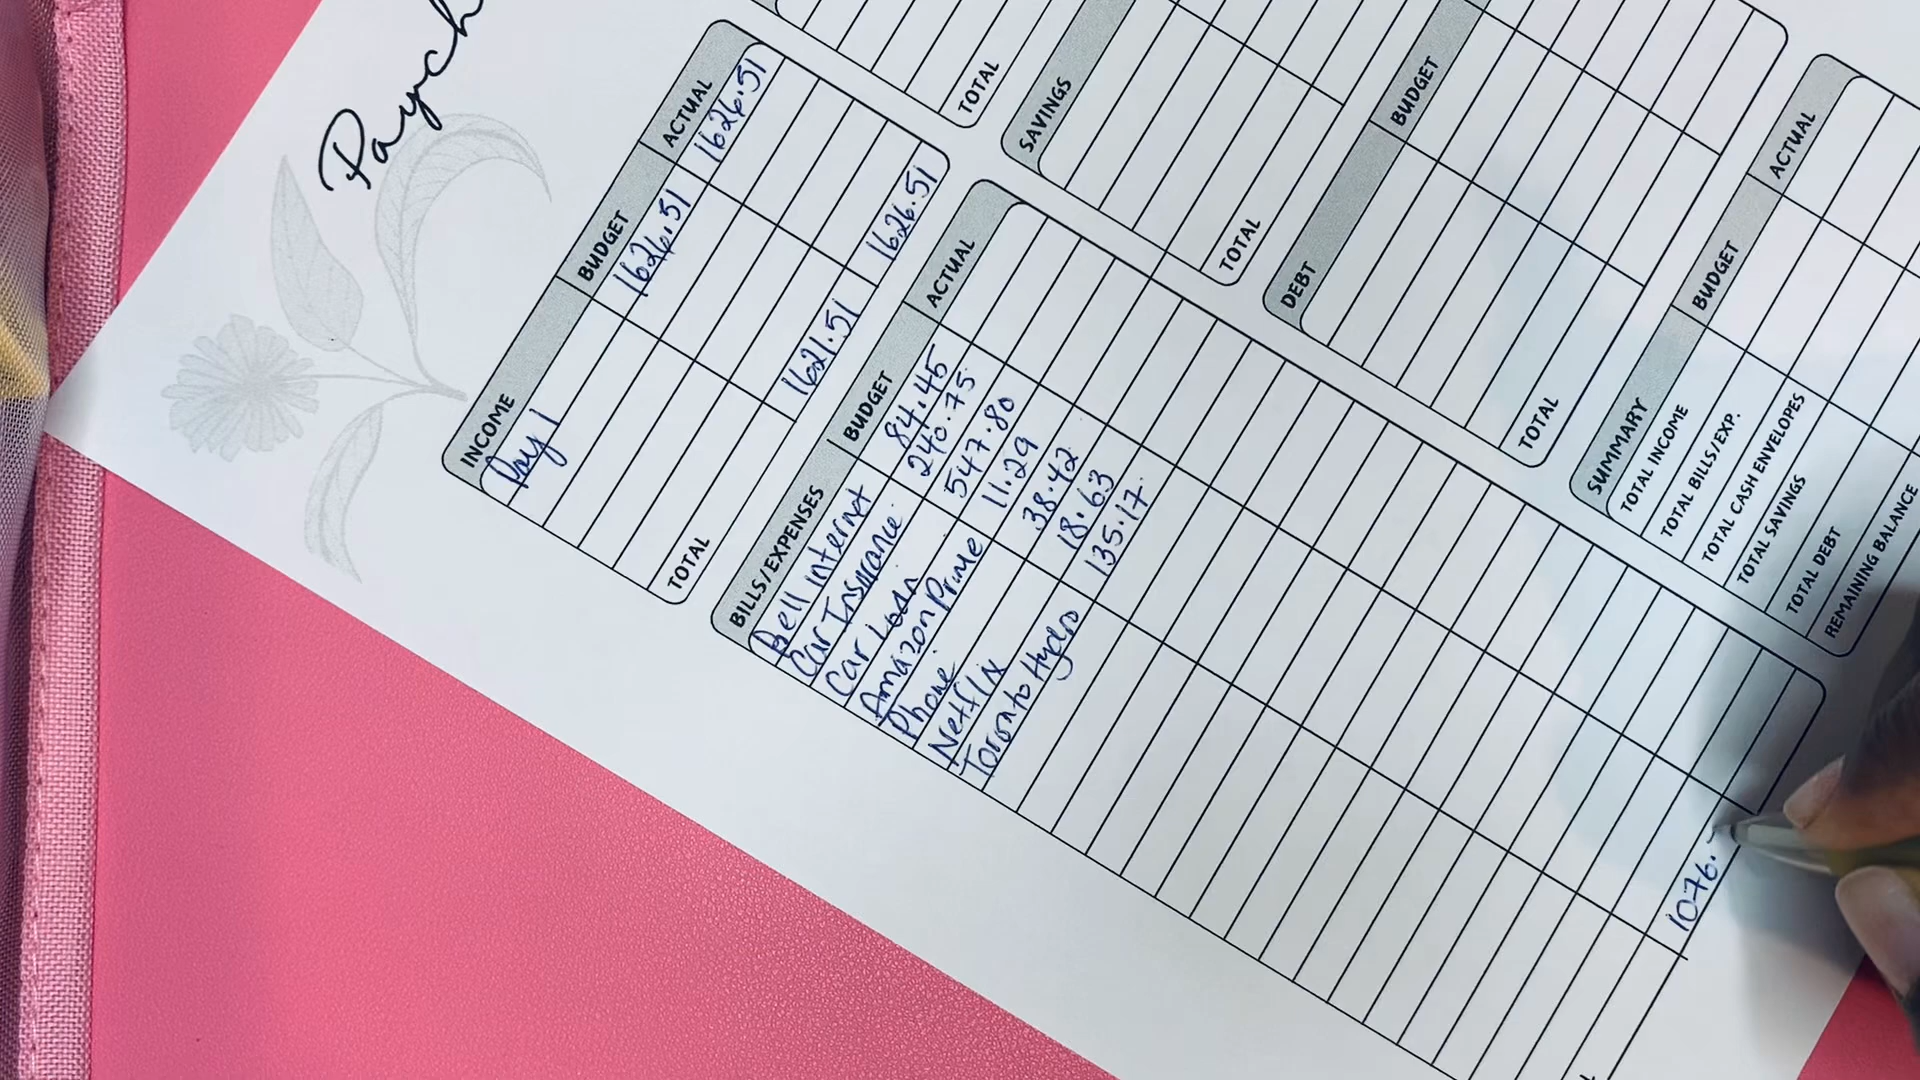 Paych
INCOME BUDGET ACTUAL
Pay 1 1626.51 1626.51
TOTAL 1621.51 1626.51
BILLS/EXPENSES BUDGET ACTUAL
Bell Internet 84.45
Car Insurance 240.75
Car Loan 547.80
Amazon Prime 11.29
Phone 38.42
Netflix 18.63
Toronto Hydro 135.17
1076.
TOTAL
SAVINGS
TOTAL
DEBT BUDGET
TOTAL
SUMMARY BUDGET ACTUAL
TOTAL INCOME
TOTAL BILLS/EXP.
TOTAL CASH ENVELOPES
TOTAL SAVINGS
TOTAL DEBT
REMAINING BALANCE